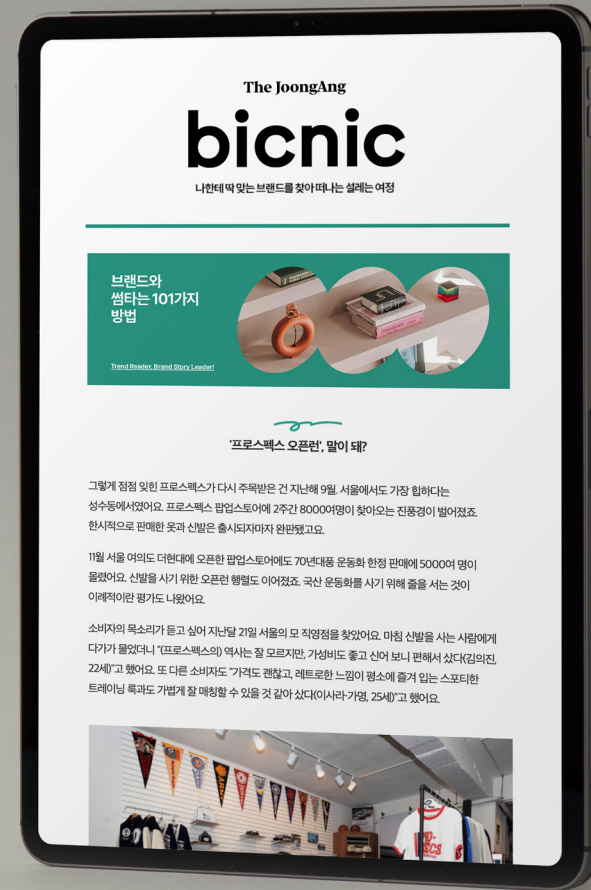 The JoongAng
bicnic
나한테 딱 맞는 브랜드를 찾아 떠나는 설레는 여정
브랜드와
썸타는 101가지
방법
Trend Reader, Brand Story Leader!
'프로스펙스 오픈런', 말이 돼?
그렇게 점점 잊힌 프로스펙스가 다시 주목받은 건 지난해 9월. 서울에서도 가장 힙하다는
성수동에서였어요. 프로스펙스 팝업스토어에 2주간 8000여명이 찾아오는 진풍경이 벌어졌죠.
한시적으로 판매한 옷과 신발은 출시되자마자 완판됐고요.
11월 서울 여의도 더현대에 오픈한 팝업스토어에도 70년대풍 운동화 한정 판매에 5000여 명이
몰렸어요. 신발을 사기 위한 오픈런 행렬도 이어졌죠. 국산 운동화를 사기 위해 줄을 서는 것이
이례적이란 평가도 나왔어요.
소비자의 목소리가 듣고 싶어 지난달 21일 서울의 모 직영점을 찾았어요. 마침 신발을 사는 사람에게
다가가 물었더니 “(프로스펙스의) 역사는 잘 모르지만, 가성비도 좋고 신어 보니 편해서 샀다(김의진,
22세)”고 했어요. 또 다른 소비자도 “가격도 괜찮고, 레트로한 느낌이 평소에 즐겨 입는 스포티한
트레이닝 룩과도 가볍게 잘 매칭할 수 있을 것 같아 샀다(이사라·가명, 25세)”고 했어요.